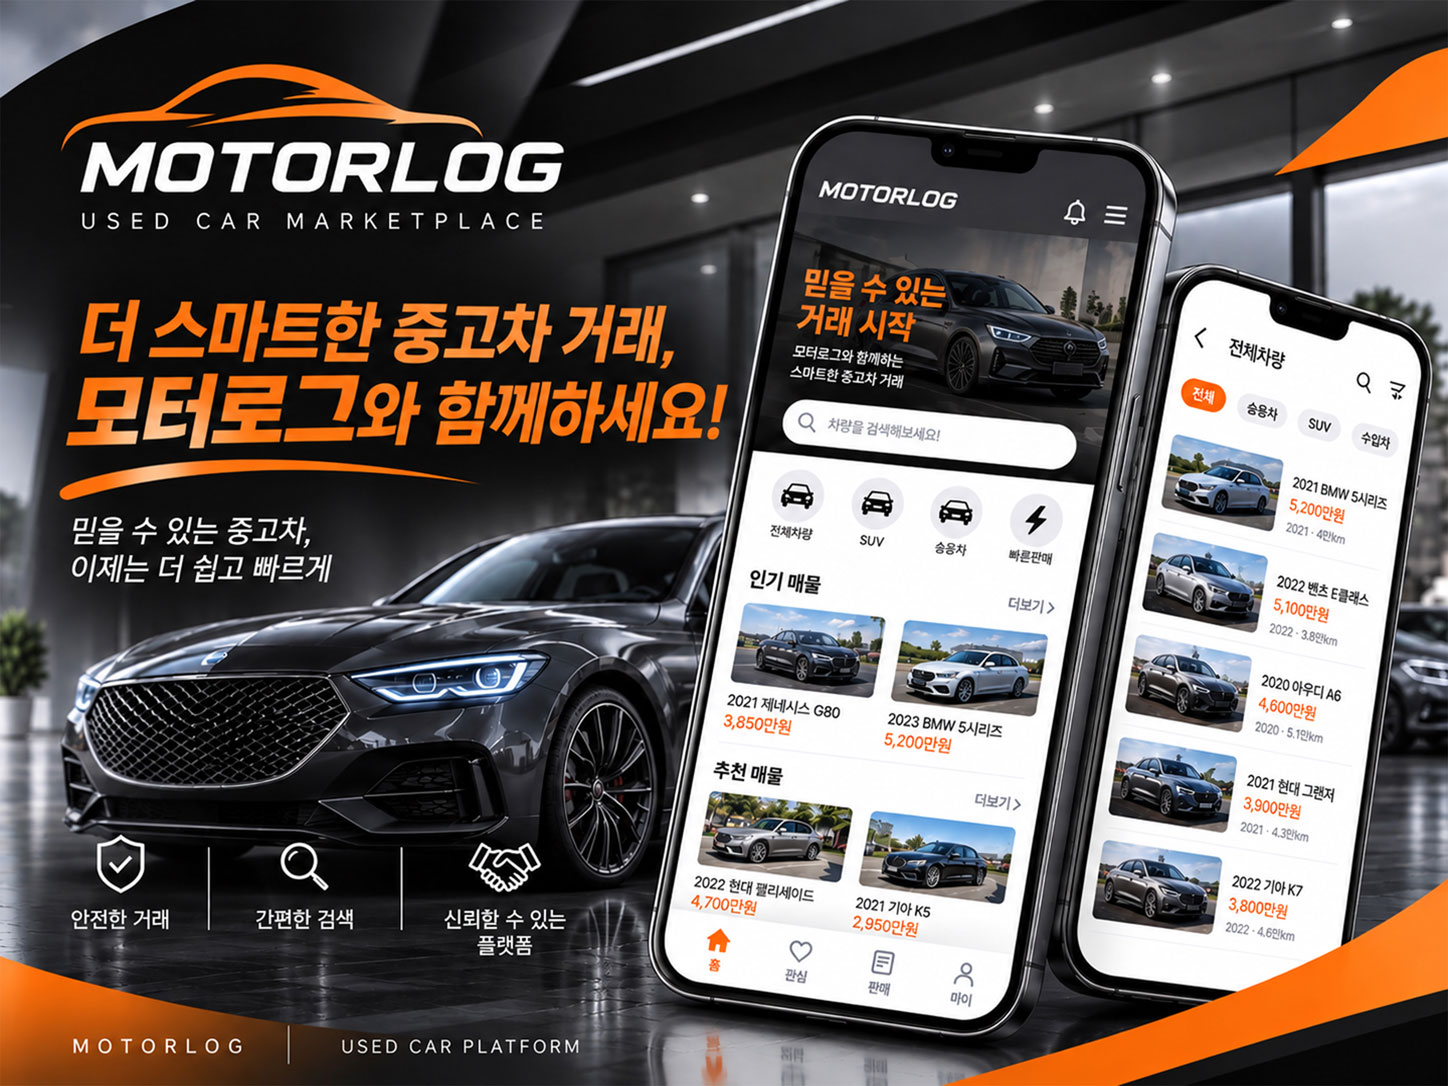 MOTORLOG
USED CAR MARKETPLACE
더 스마트한 중고차 거래,
모터로그와 함께하세요!
믿을 수 있는 중고차,
이제는 더 쉽고 빠르게
안전한 거래
간편한 검색
신뢰할 수 있는
플랫폼
MOTORLOG
USED CAR PLATFORM
MOTORLOG
믿을 수 있는
거래 시작
모터로그와 함께하는
스마트한 중고차 거래
차량을 검색해보세요!
전체차량
SUV
승용차
빠른판매
인기 매물
더보기
2021 제네시스 G80
3,850만원
2023 BMW 5시리즈
5,200만원
추천 매물
더보기
2022 현대 팰리세이드
4,700만원
2021 기아 K5
2,950만원
홈
관심
판매
마이
전체차량
전체
승용차
SUV
수입차
2021 BMW 5시리즈
5,200만원
2021 · 4만km
2022 벤츠 E클래스
5,100만원
2022 · 3.8만km
2020 아우디 A6
4,600만원
2020 · 5.1만km
2021 현대 그랜저
3,900만원
2021 · 4.3만km
2022 기아 K7
3,800만원
2022 · 4.6만km